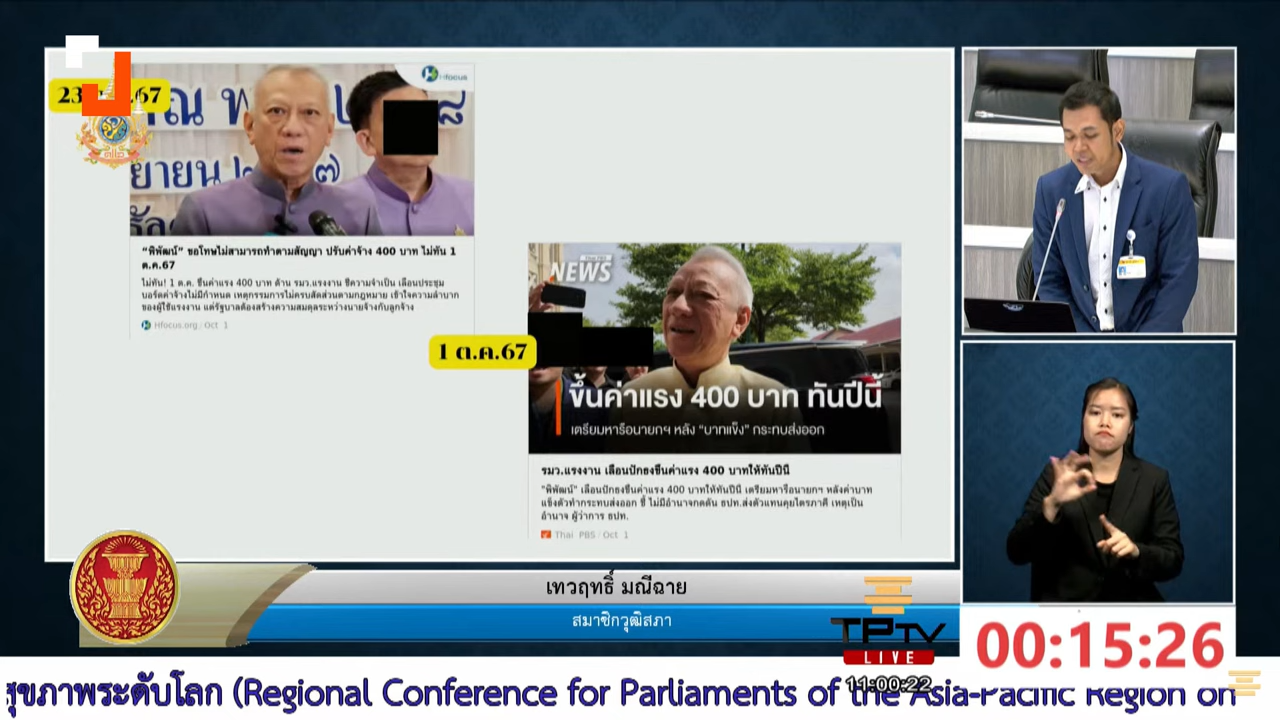 Hfocus
"พิพัฒน์" ขอโทษไม่สามารถทำตามสัญญา ปรับค่าจ้าง 400 บาท ไม่ทัน 1
ต.ค.67
ไม่ทัน! 1 ต.ค. ขึ้นค่าแรง 400 บาท ด้าน รมว.แรงงาน ชี้ความจำเป็น เลื่อนประชุม
บอร์ดค่าจ้างไม่มีกำหนด เหตุกรรมการไม่ครบสัดส่วนตามกฎหมาย เข้าใจความลำบาก
ของผู้ใช้แรงงาน แต่รัฐบาลต้องสร้างความสมดุลระหว่างนายจ้างกับลูกจ้าง
Hfocus.org | Oct 1
1 ต.ค.67
Thai PBS
NEWS
ขึ้นค่าแรง 400 บาท ทันปีนี้
เตรียมหารือนายกฯ หลัง "บาทแข็ง" กระทบส่งออก
รมว.แรงงาน เลื่อนปักธงขึ้นค่าแรง 400 บาทให้ทันปีนี้
"พิพัฒน์" เลื่อนปักธงขึ้นค่าแรง 400 บาทให้ทันปีนี้ เตรียมหารือนายกฯ หลังค่าบาท
แข็งตัวทำกระทบส่งออก ชี้ ไม่มีอำนาจกดดัน ธปท.ส่งตัวแทนคุยไตรภาคี เหตุเป็น
อำนาจ ผู้ว่าการ ธปท.
Thai PBS | Oct 1
เทวฤทธิ์ มณีฉาย
สมาชิกวุฒิสภา
TPTV
LIVE
00:15:26
11:00:22
สุขภาพระดับโลก (Regional Conference for Parliaments of the Asia-Pacific Region on